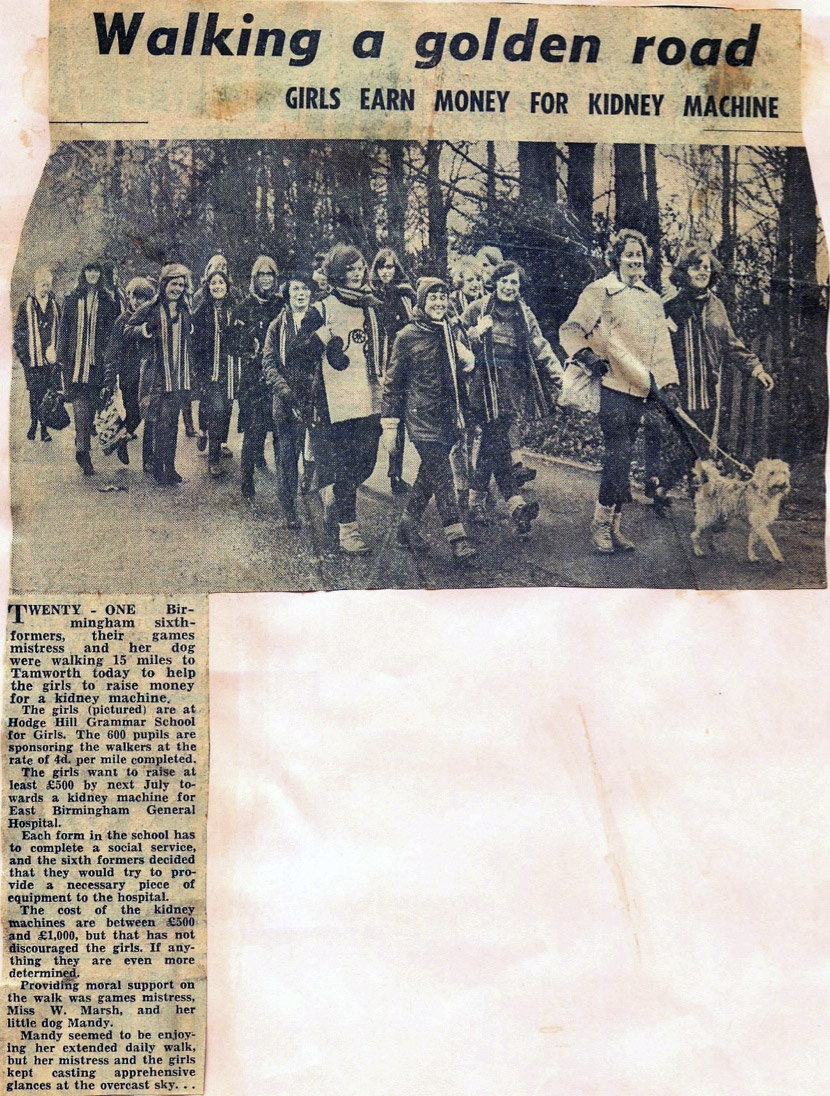 Walking a golden road
GIRLS EARN MONEY FOR KIDNEY MACHINE
TWENTY - ONE Bir-
mingham sixth-
formers, their games
mistress and her dog
were walking 15 miles to
Tamworth today to help
the girls to raise money
for a kidney machine.
The girls (pictured) are at
Hodge Hill Grammar School
for Girls. The 600 pupils are
sponsoring the walkers at the
rate of 4d. per mile completed.
The girls want to raise at
least £500 by next July to-
wards a kidney machine for
East Birmingham General
Hospital.
Each form in the school has
to complete a social service,
and the sixth formers decided
that they would try to pro-
vide a necessary piece of
equipment to the hospital.
The cost of the kidney
machines are between £500
and £1,000, but that has not
discouraged the girls. If any-
thing they are even more
determined.
Providing moral support on
the walk was games mistress,
Miss W. Marsh, and her
little dog Mandy.
Mandy seemed to be enjoy-
ing her extended daily walk,
but her mistress and the girls
kept casting apprehensive
glances at the overcast sky. . .